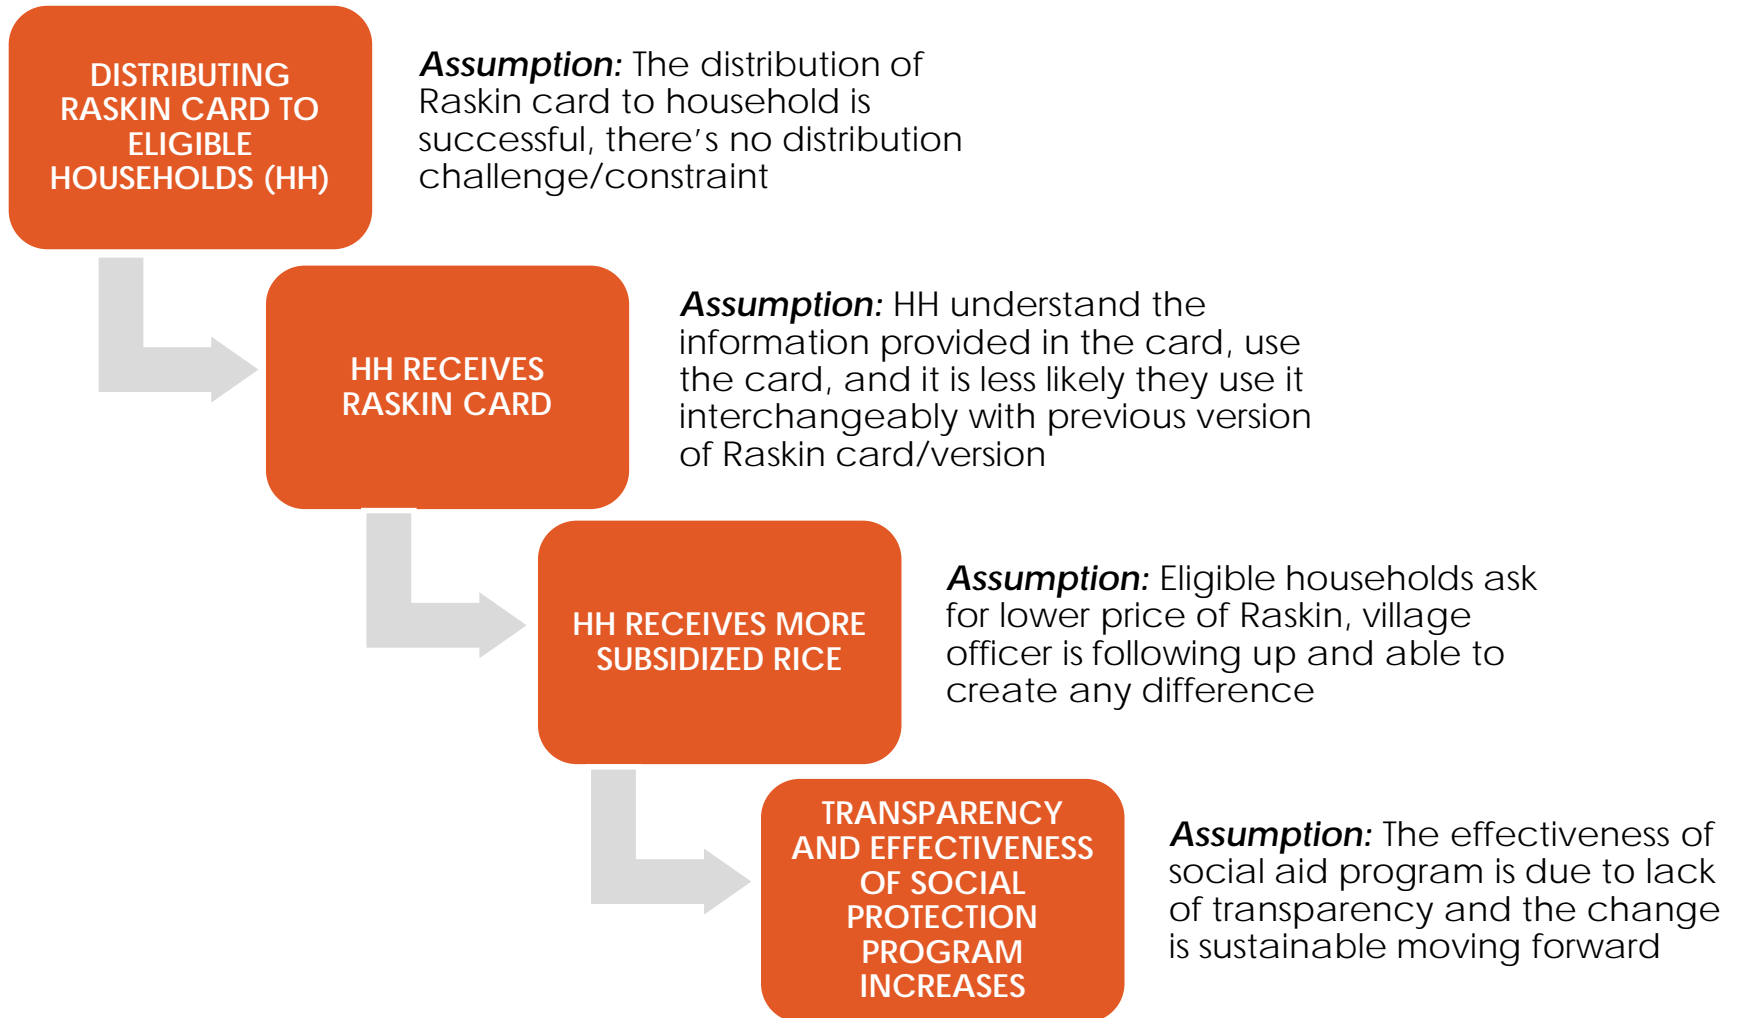 DISTRIBUTING
RASKIN CARD TO
ELIGIBLE
HOUSEHOLDS (HH)
Assumption: The distribution of
Raskin card to household is
successful, there's no distribution
challenge/constraint
HH RECEIVES
RASKIN CARD
Assumption: HH understand the
information provided in the card, use
the card, and it is less likely they use it
interchangeably with previous version
of Raskin card/version
HH RECEIVES MORE
SUBSIDIZED RICE
Assumption: Eligible households ask
for lower price of Raskin, village
officer is following up and able to
create any difference
TRANSPARENCY
AND EFFECTIVENESS
OF SOCIAL
PROTECTION
PROGRAM
INCREASES
Assumption: The effectiveness of
social aid program is due to lack
of transparency and the change
is sustainable moving forward